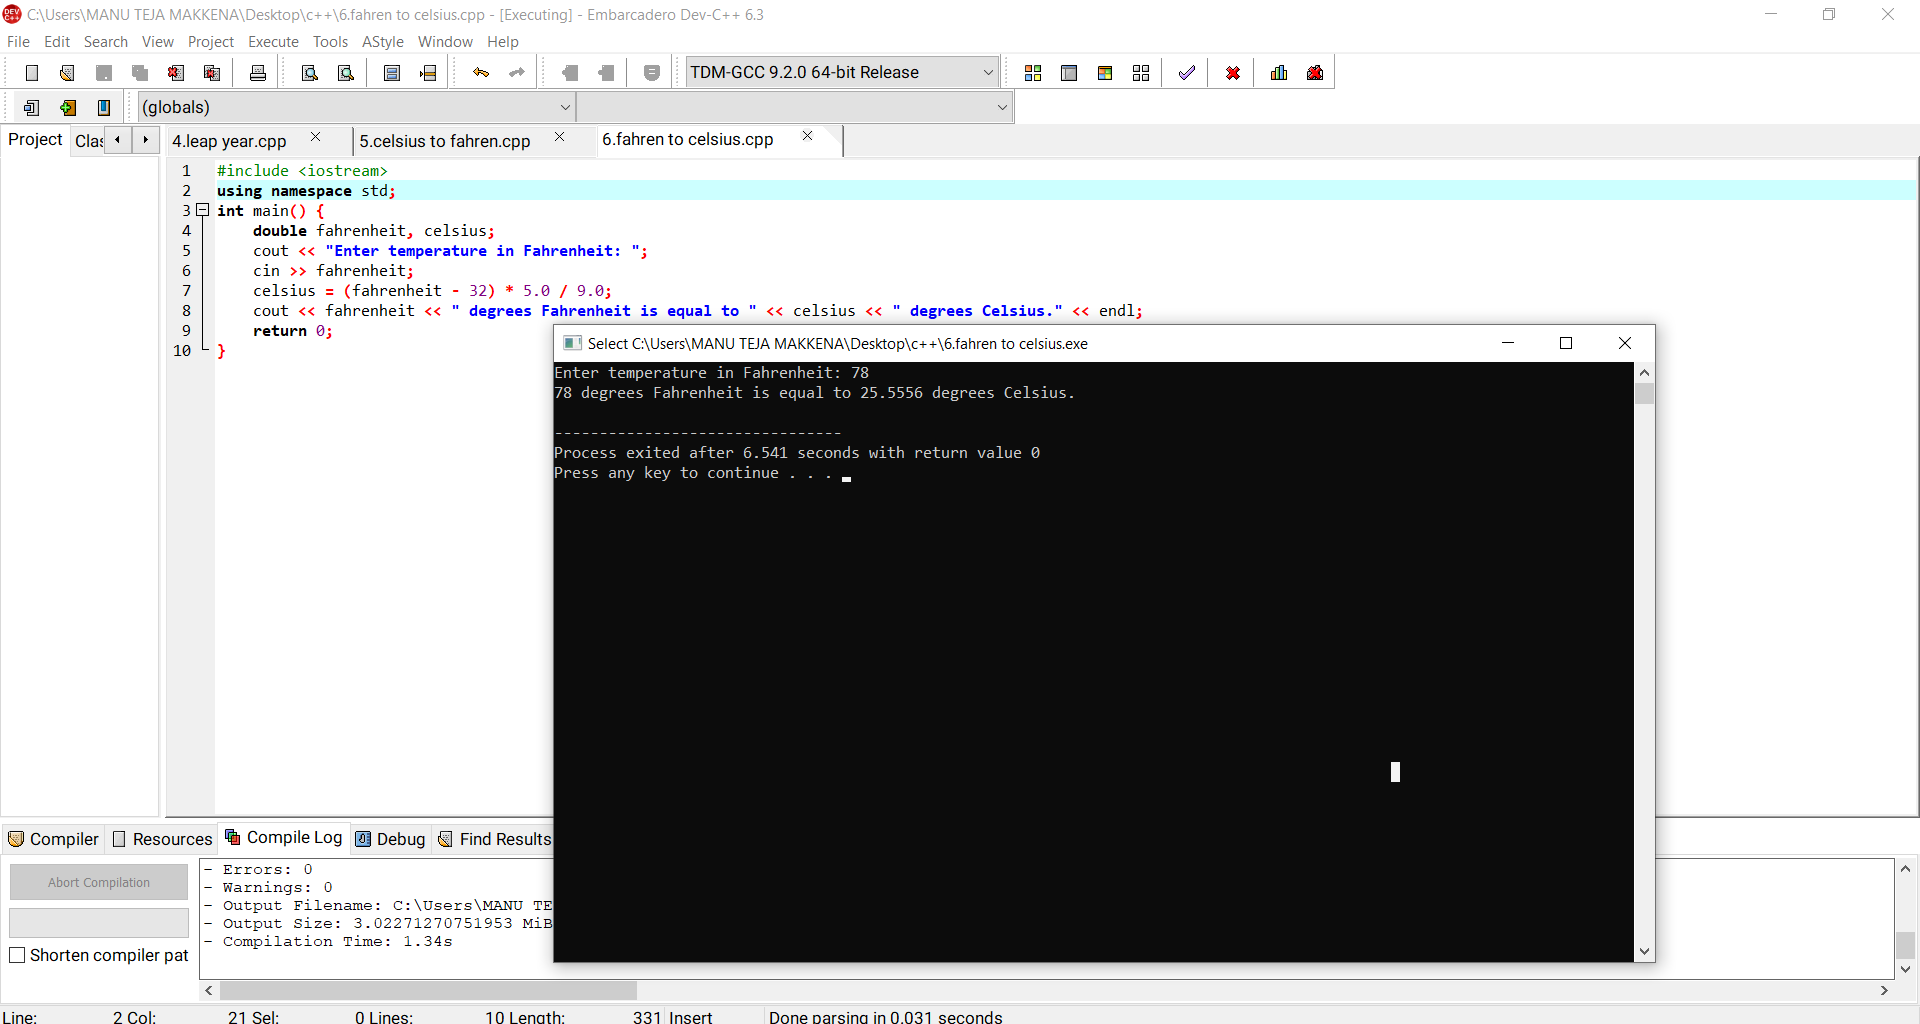 C:\Users\MANU TEJA MAKKENA\Desktop\c++\6.fahren to celsius.cpp - [Executing] - Embarcadero Dev-C++ 6.3
File Edit Search View Project Execute Tools AStyle Window Help
TDM-GCC 9.2.0 64-bit Release
(globals)
Project Clas 4.leap year.cpp 5.celsius to fahren.cpp 6.fahren to celsius.cpp
1 #include <iostream>
2 using namespace std;
3 int main() {
4 double fahrenheit, celsius;
5 cout << "Enter temperature in Fahrenheit: ";
6 cin >> fahrenheit;
7 celsius = (fahrenheit - 32) * 5.0 / 9.0;
8 cout << fahrenheit << " degrees Fahrenheit is equal to " << celsius << " degrees Celsius." << endl;
9 return 0;
10 }
Select C:\Users\MANU TEJA MAKKENA\Desktop\c++\6.fahren to celsius.exe
Enter temperature in Fahrenheit: 78
78 degrees Fahrenheit is equal to 25.5556 degrees Celsius.
--------------------------------
Process exited after 6.541 seconds with return value 0
Press any key to continue . . .
Compiler Resources Compile Log Debug Find Results
Abort Compilation
Shorten compiler pat
- Errors: 0
- Warnings: 0
- Output Filename: C:\Users\MANU TE
- Output Size: 3.02271270751953 MiB
- Compilation Time: 1.34s
Line: 2 Col: 21 Sel: 0 Lines: 10 Length: 331 Insert Done parsing in 0.031 seconds